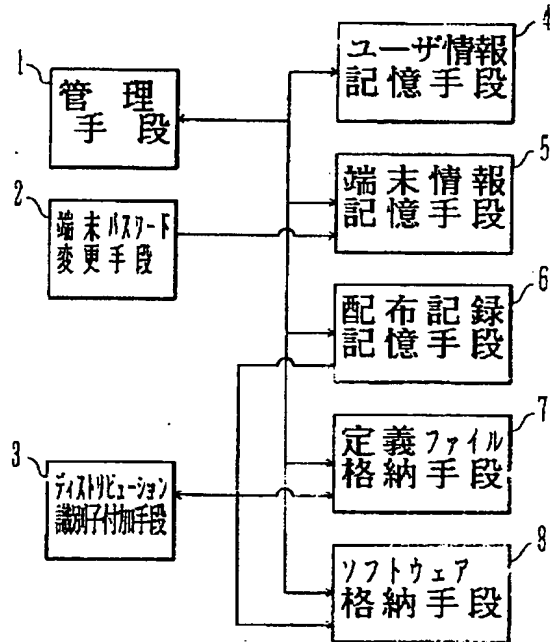 1
管理
手段
2
端末パスワード
変更手段
3
ディストリビューション
識別子付加手段
4
ユーザ情報
記憶手段
5
端末情報
記憶手段
6
配布記録
記憶手段
7
定義ファイル
格納手段
8
ソフトウェア
格納手段